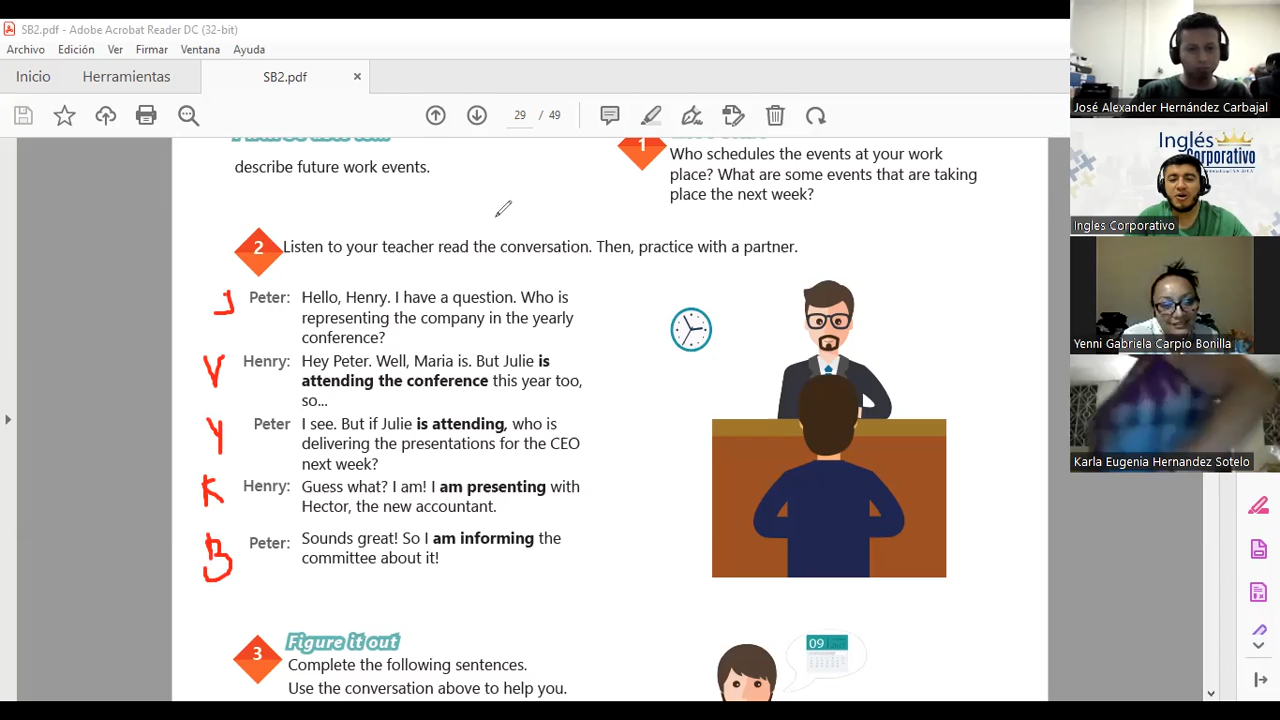 SB2.pdf - Adobe Acrobat Reader DC (32-bit)
Archivo Edición Ver Firmar Ventana Ayuda
Inicio Herramientas SB2.pdf ×
29 / 49
describe future work events.
1
Who schedules the events at your work
place? What are some events that are taking
place the next week?
2 Listen to your teacher read the conversation. Then, practice with a partner.
J Peter: Hello, Henry. I have a question. Who is
representing the company in the yearly
conference?
V Henry: Hey Peter. Well, Maria is. But Julie is
attending the conference this year too,
so...
Y Peter I see. But if Julie is attending, who is
delivering the presentations for the CEO
next week?
K Henry: Guess what? I am! I am presenting with
Hector, the new accountant.
B Peter: Sounds great! So I am informing the
committee about it!
3 Figure it out
Complete the following sentences.
Use the conversation above to help you.
09
José Alexander Hernández Carbajal
Inglés
Corporativo
Ingles Corporativo
Yenni Gabriela Carpio Bonilla
Karla Eugenia Hernandez Sotelo